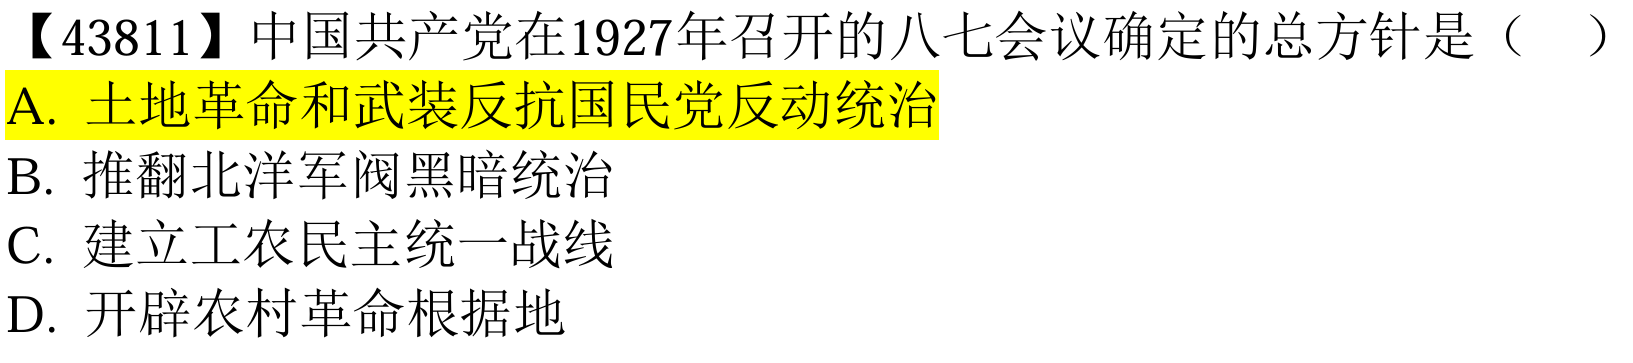 【43811】中国共产党在1927年召开的八七会议确定的总方针是（　）
A. 土地革命和武装反抗国民党反动统治
B. 推翻北洋军阀黑暗统治
C. 建立工农民主统一战线
D. 开辟农村革命根据地